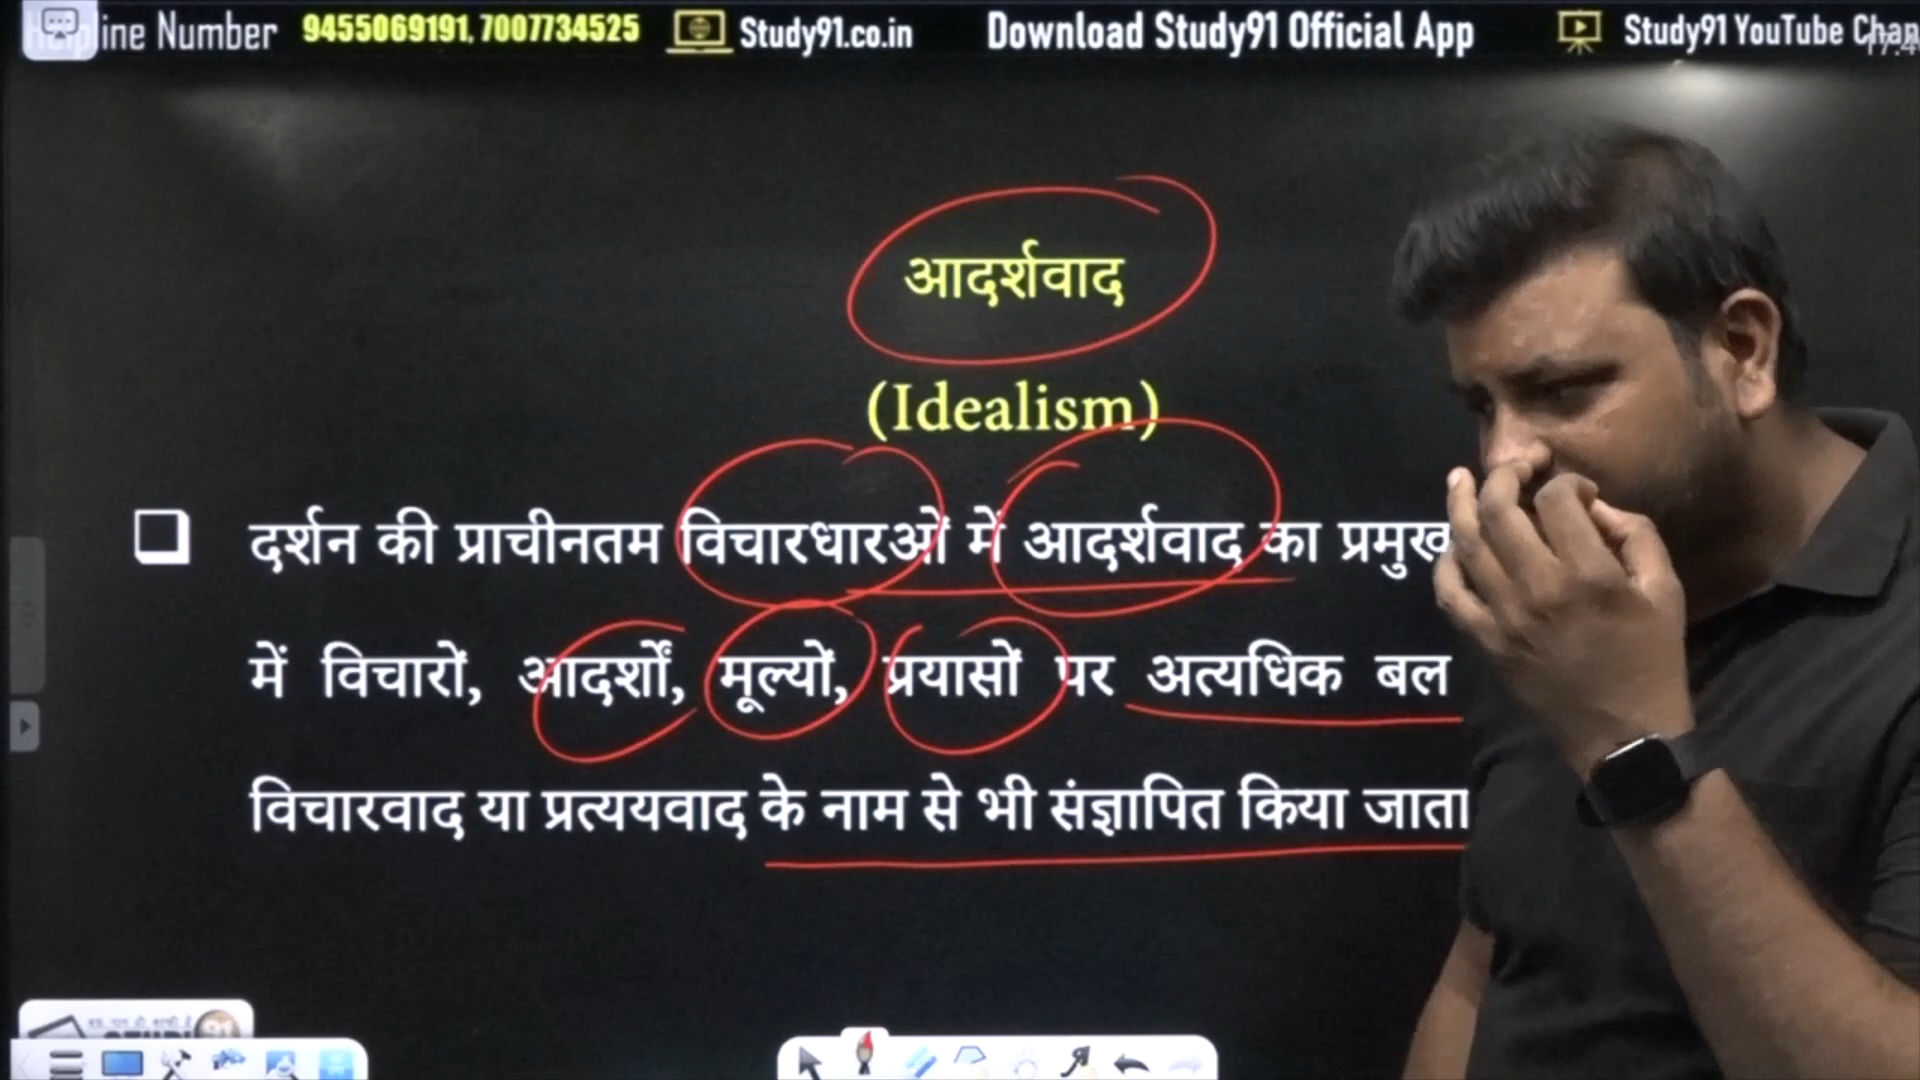 ine Number 9455069191, 7007734525 Study91.co.in Download Study91 Official App Study91 YouTube Chan
आदर्शवाद
(Idealism)
दर्शन की प्राचीनतम विचारधारओं में आदर्शवाद का प्रमुख
में विचारों, आदर्शों, मूल्यों, प्रयासों पर अत्यधिक बल
विचारवाद या प्रत्ययवाद के नाम से भी संज्ञापित किया जाता